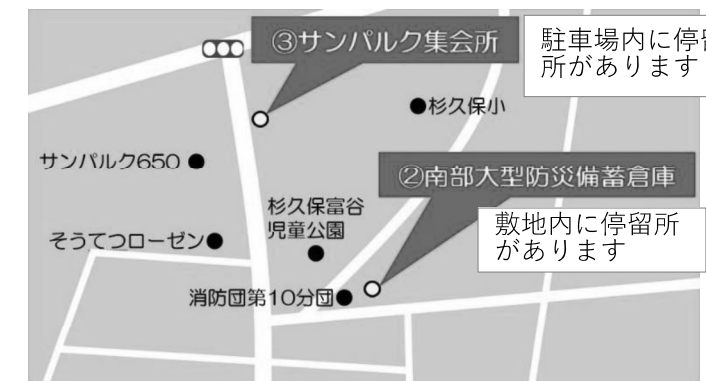 ③サンパルク集会所
駐車場内に停留
所があります
杉久保小
サンパルク650
②南部大型防災備蓄倉庫
杉久保富谷
児童公園
敷地内に停留所
があります
そうてつローゼン
消防団第10分団